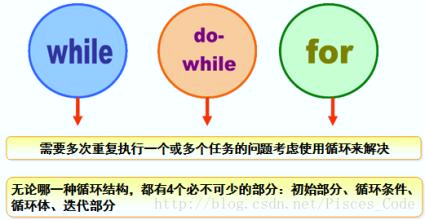 while
do-
while
for
需要多次重复执行一个或多个任务的问题考虑使用循环来解决
无论哪一种循环结构，都有4个必不可少的部分：初始部分、循环条件、
循环体、迭代部分
http://blog.csdn.net/Pisces_Code